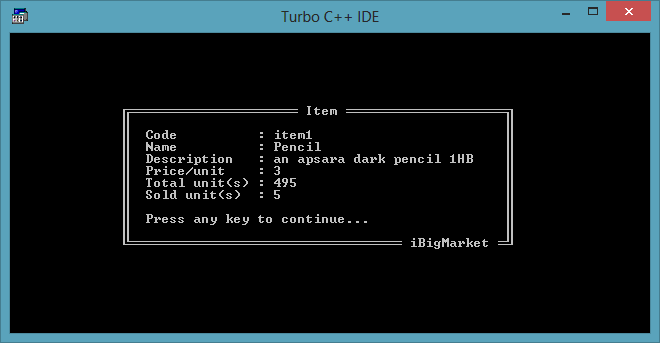 Turbo C++ IDE
Item
Code : item1
Name : Pencil
Description : an apsara dark pencil 1HB
Price/unit : 3
Total unit(s) : 495
Sold unit(s) : 5
Press any key to continue...
iBigMarket